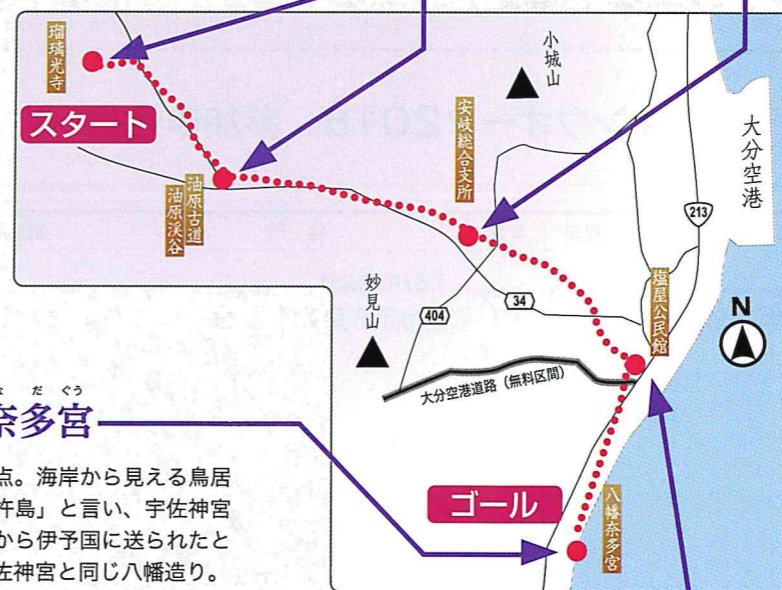 瑠璃光寺
スタート
油原古道
油原渓谷
小城山
安岐総合支所
大分空港
213
塩屋公民館
妙見山
404
34
N
大分空港道路（無料区間）
な だ ぐう
奈多宮
点。海岸から見える鳥居
杵島」と言い、宇佐神宮
から伊予国に送られたと
佐神宮と同じ八幡造り。
ゴール
八幡奈多宮